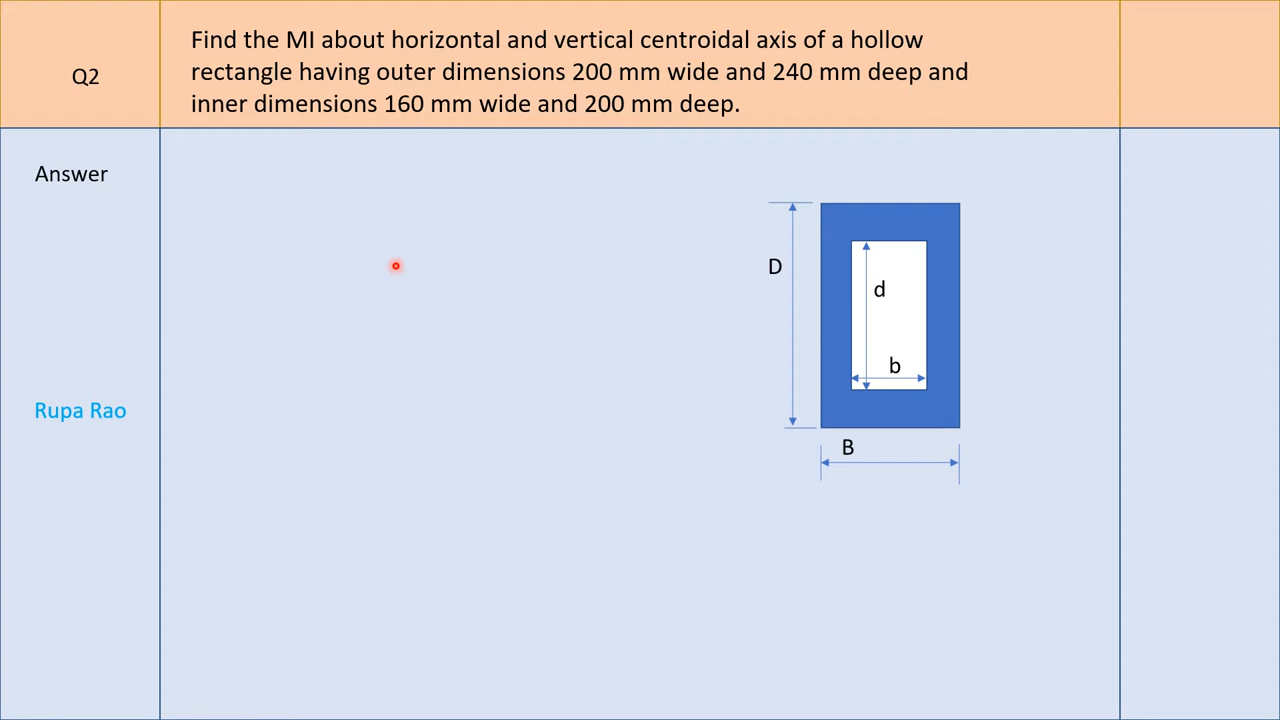 Q2
Find the MI about horizontal and vertical centroidal axis of a hollow
rectangle having outer dimensions 200 mm wide and 240 mm deep and
inner dimensions 160 mm wide and 200 mm deep.
Answer
D
d
b
Rupa Rao
B